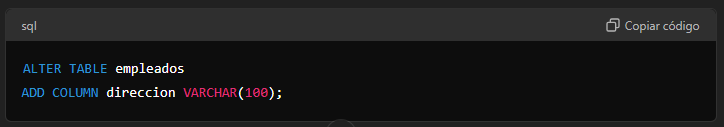 sql
Copiar código
ALTER TABLE empleados
ADD COLUMN direccion VARCHAR(100);